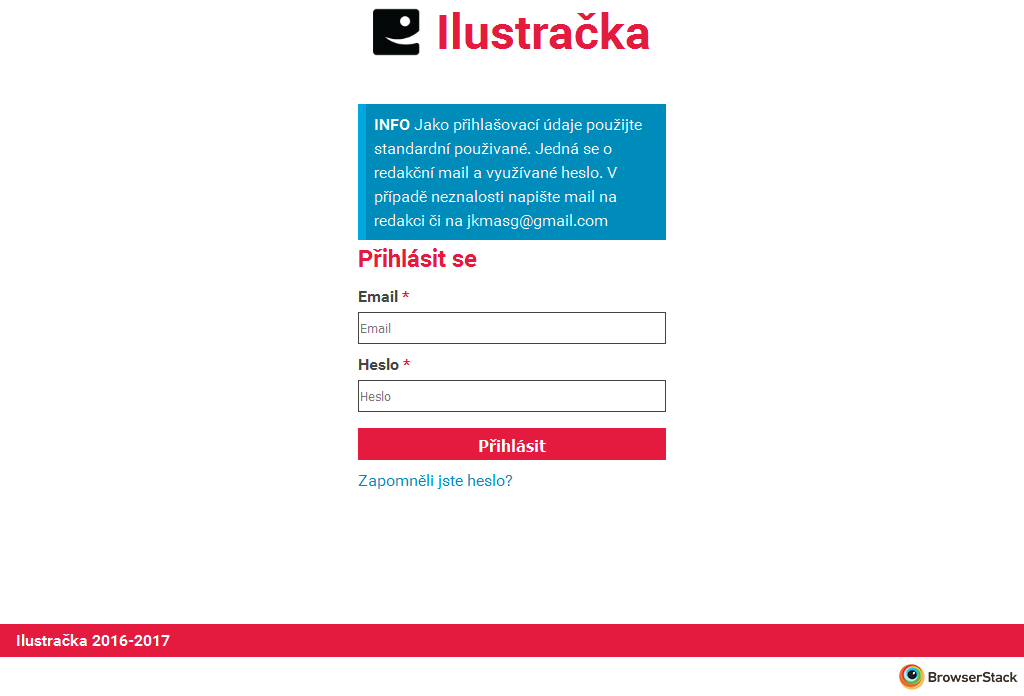 Ilustračka
INFO Jako přihlašovací údaje použijte
standardní použivané. Jedná se o
redakční mail a využívané heslo. V
případě neznalosti napište mail na
redakci či na jkmasg@gmail.com
Přihlásit se
Email *
Email
Heslo *
Heslo
Přihlásit
Zapomněli jste heslo?
Ilustračka 2016-2017
BrowserStack